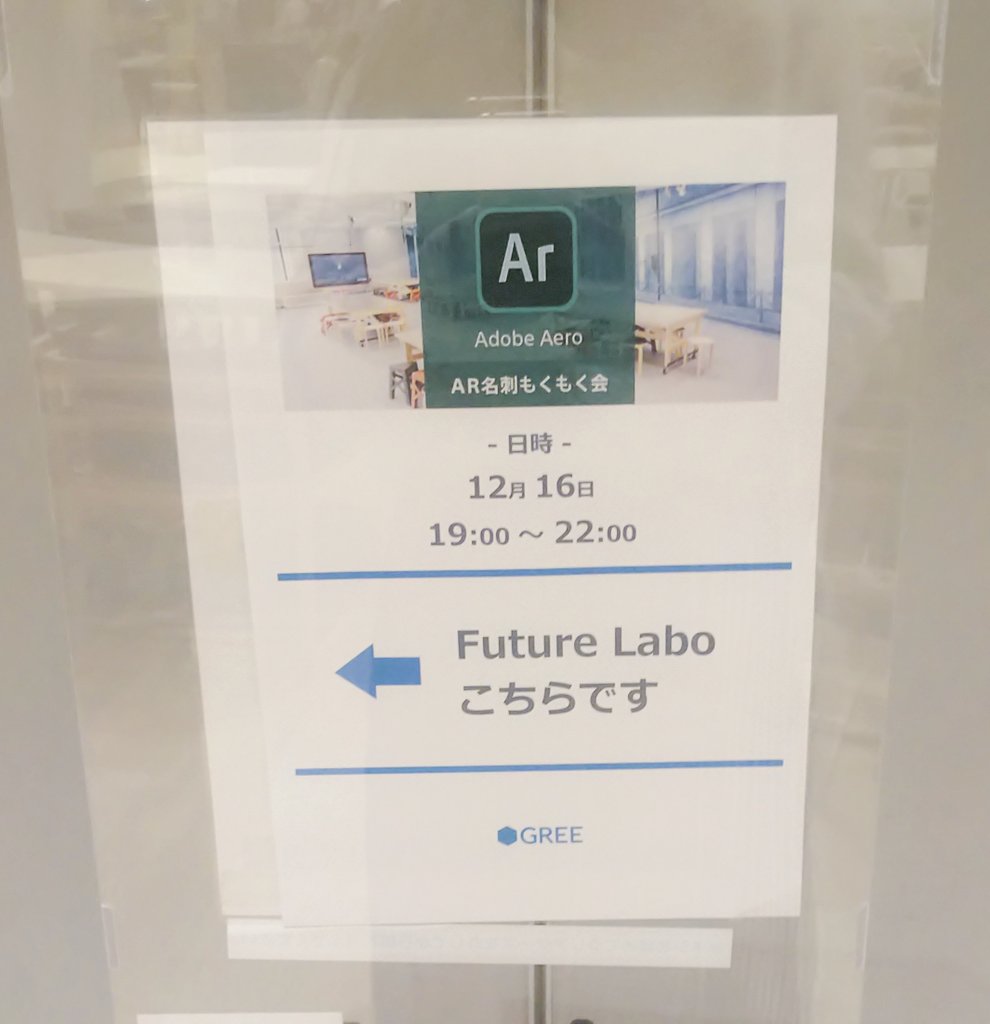 Ar
Adobe Aero
AR名刺もくもく会
- 日時 -
12月 16日
19:00 ～ 22:00
Future Labo
こちらです
GREE